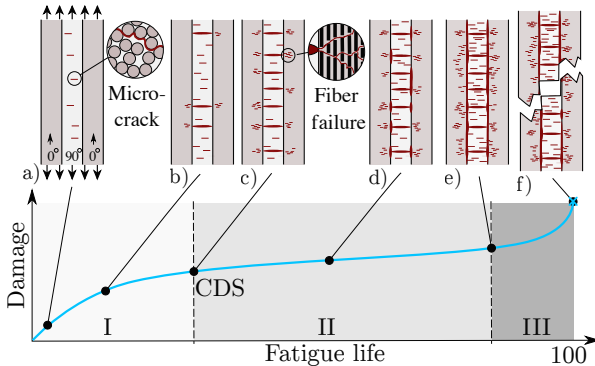 Micro-
crack
Fiber
failure
0° 90° 0°
a)
b)
c)
d)
e)
f)
Damage
CDS
I
II
III
Fatigue life
100